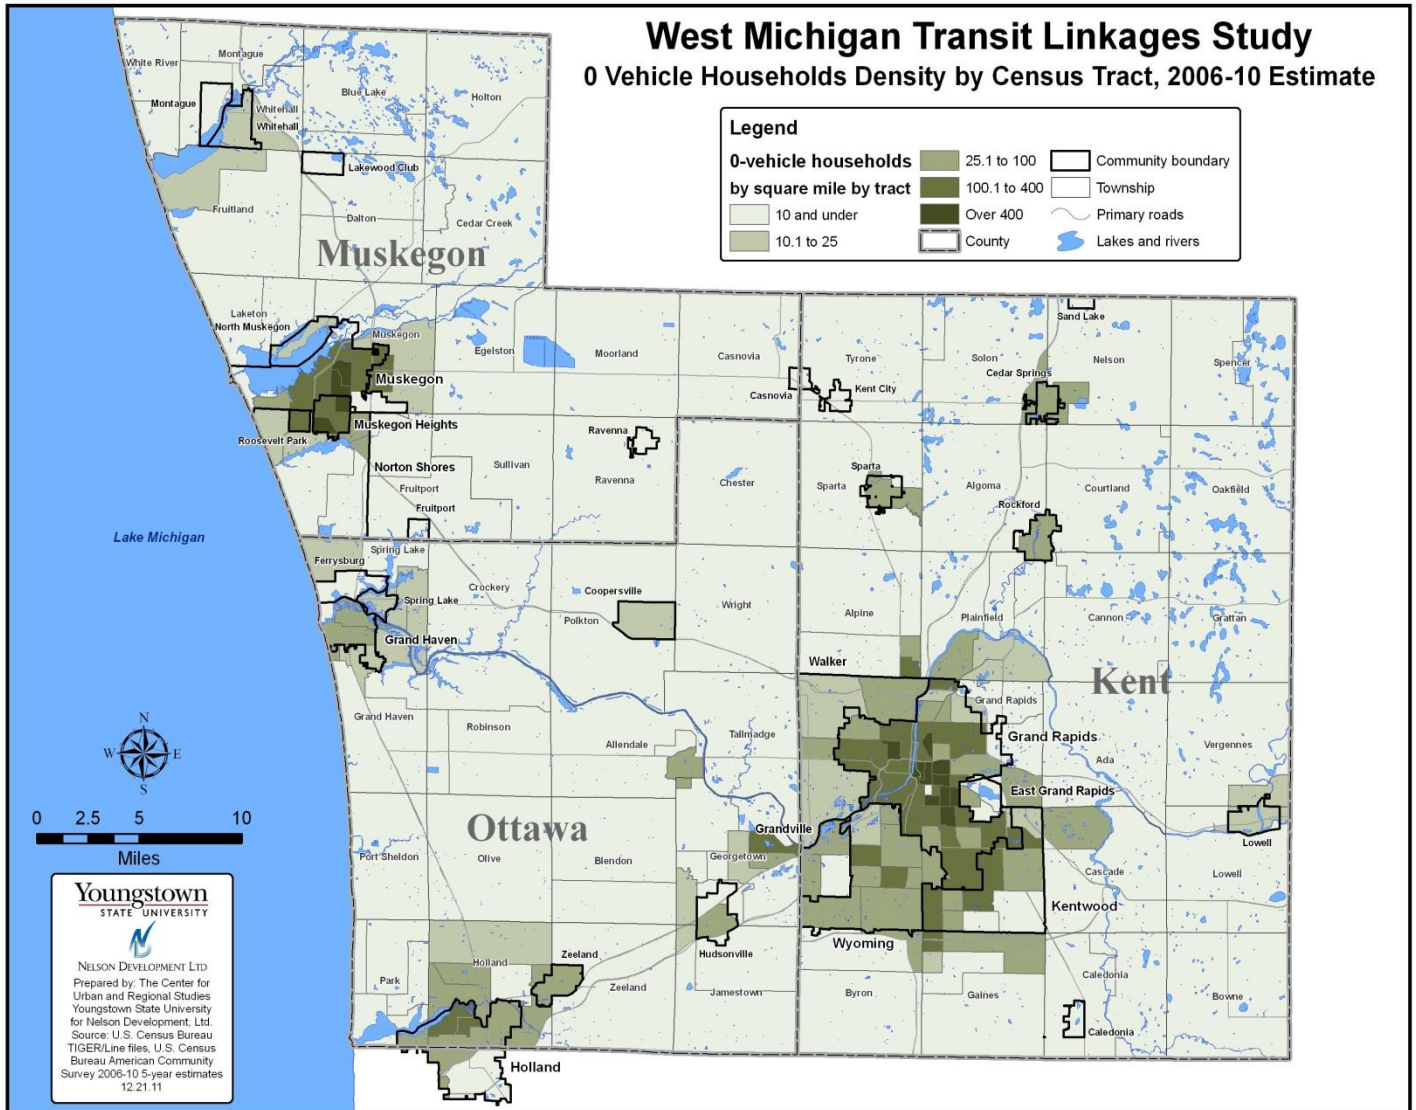 West Michigan Transit Linkages Study
0 Vehicle Households Density by Census Tract, 2006-10 Estimate
Legend
0-vehicle households
by square mile by tract
10 and under
10.1 to 25
25.1 to 100
100.1 to 400
Over 400
County
Community boundary
Township
Primary roads
Lakes and rivers
Montague
White River
Blue Lake
Holton
Montague
Whitehall
Whitehall
Lakewood Club
Fruitland
Dalton
Cedar Creek
Muskegon
Laketon
North Muskegon
Muskegon
Egelston
Moorland
Casnovia
Muskegon
Casnovia
Muskegon Heights
Roosevelt Park
Ravenna
Norton Shores
Sullivan
Ravenna
Fruitport
Fruitport
Sand Lake
Tyrone
Solon
Nelson
Spencer
Cedar Springs
Kent City
Sparta
Sparta
Algoma
Courtland
Oakfield
Rockford
Chester
Lake Michigan
Ferrysburg
Spring Lake
Crockery
Coopersville
Spring Lake
Polkton
Wright
Alpine
Plainfield
Cannon
Grattan
Grand Haven
Walker
Kent
Grand Rapids
Grand Haven
Robinson
Allendale
Tallmadge
Grand Rapids
Ada
Vergennes
East Grand Rapids
Ottawa
Grandville
Port Sheldon
Olive
Blendon
Georgetown
Lowell
Cascade
Lowell
Kentwood
Wyoming
Hudsonville
Holland
Zeeland
Park
Zeeland
Jamestown
Byron
Gaines
Caledonia
Bowne
Caledonia
Holland
N
W
E
S
0 2.5 5 10
Miles
Youngstown
STATE UNIVERSITY
NELSON DEVELOPMENT LTD
Prepared by: The Center for
Urban and Regional Studies
Youngstown State University
for Nelson Development, Ltd.
Source: U.S. Census Bureau
TIGER/Line files, U.S. Census
Bureau American Community
Survey 2006-10 5-year estimates
12.21.11